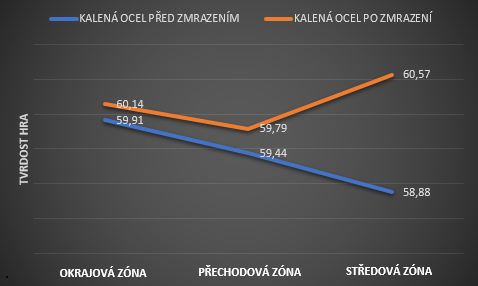 KALENÁ OCEL PŘED ZMRAZENÍM
KALENÁ OCEL PO ZMRAZENÍ
TVRDOST HRA
60,57
60,14
59,91
59,79
59,44
58,88
OKRAJOVÁ ZÓNA
PŘECHODOVÁ ZÓNA
STŘEDOVÁ ZÓNA